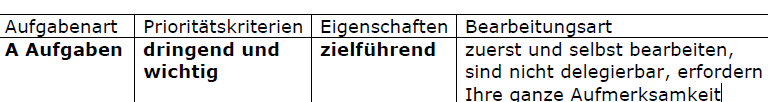 Aufgabenart Prioritätskriterien Eigenschaften Bearbeitungsart
A Aufgaben dringend und zielführend zuerst und selbst bearbeiten,
wichtig sind nicht delegierbar, erfordern
Ihre ganze Aufmerksamkeit